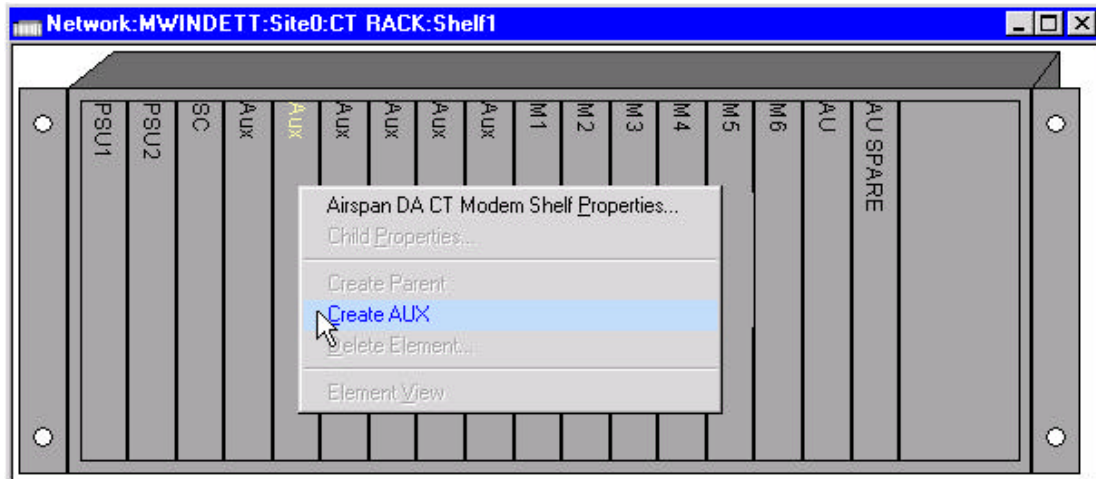 Network:MWINDETT:Site0:CT RACK:Shelf1
PSU1
PSU2
SC
Aux
Aux
Aux
Aux
Aux
Aux
M1
M2
M3
M4
M5
M6
AU
AU SPARE
Airspan DA CT Modem Shelf Properties...
Child Properties...
Create Parent
Create AUX
Delete Element...
Element View